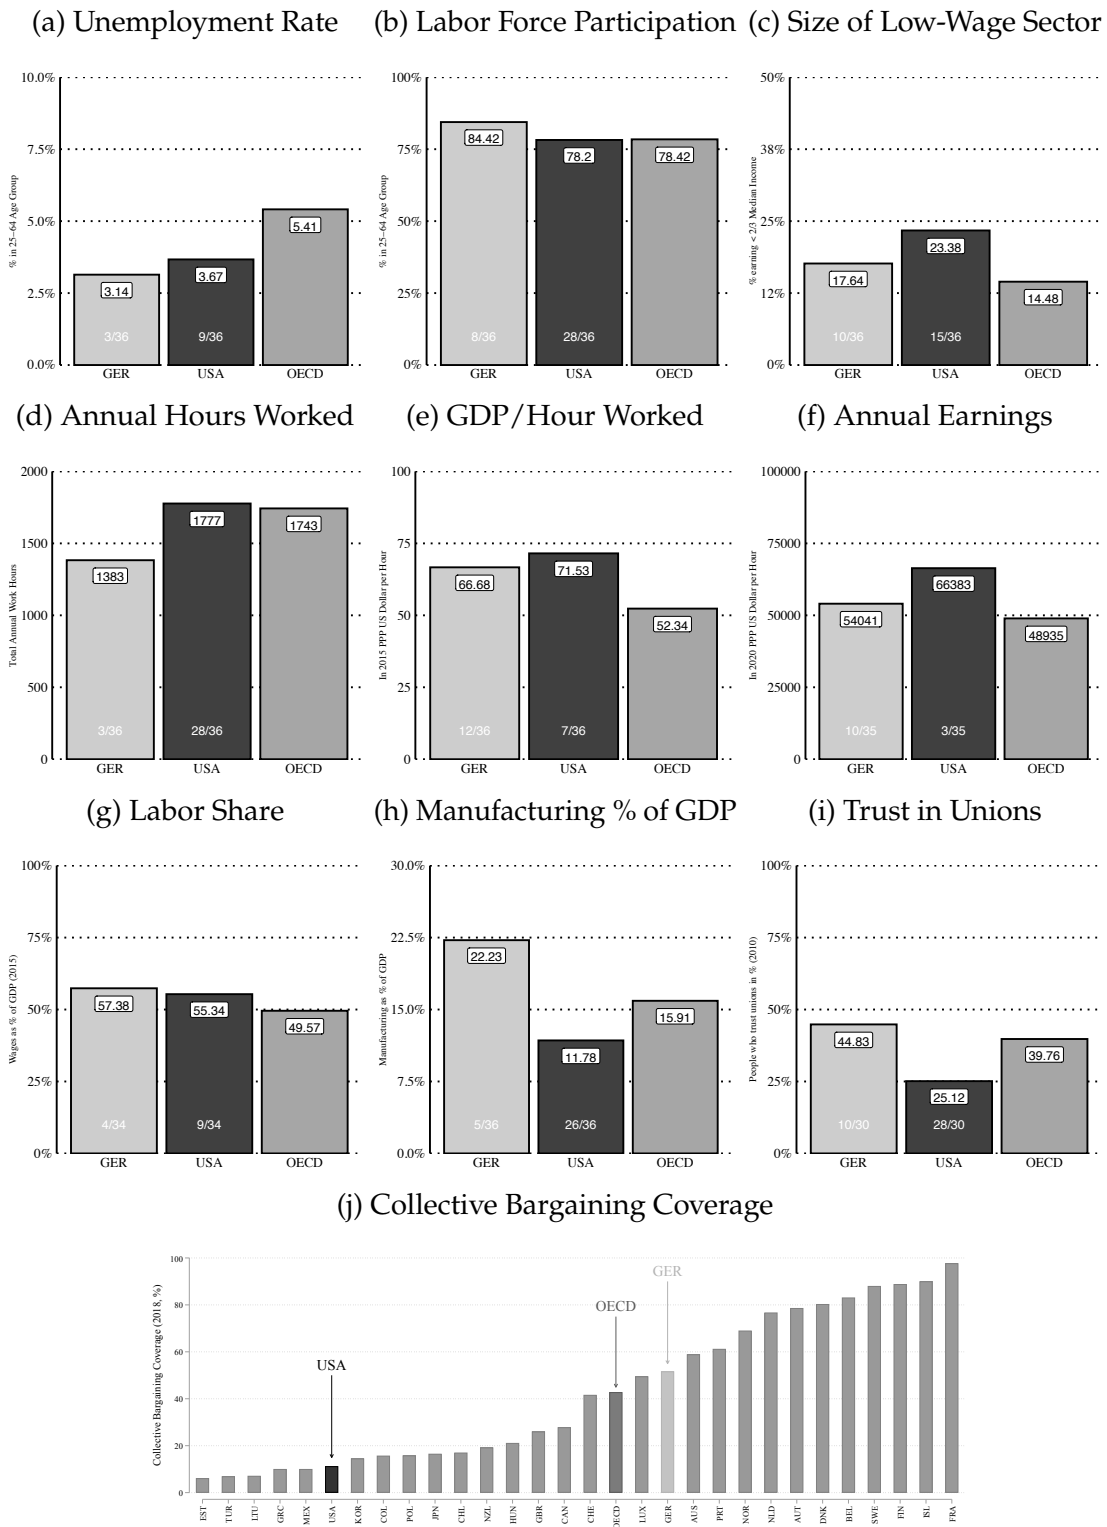 (a) Unemployment Rate
(b) Labor Force Participation
(c) Size of Low-Wage Sector
% in 25−64 Age Group
10.0%
7.5%
5.0%
2.5%
0.0%
3.14
3.67
5.41
3/36
9/36
GER
USA
OECD
% in 25−64 Age Group
100%
75%
50%
25%
0%
84.42
78.2
78.42
8/36
28/36
GER
USA
OECD
% earning < 2/3 Median Income
50%
38%
25%
12%
0%
17.64
23.38
14.48
10/36
15/36
GER
USA
OECD
(d) Annual Hours Worked
(e) GDP/Hour Worked
(f) Annual Earnings
Total Annual Work Hours
2000
1500
1000
500
0
1383
1777
1743
3/36
28/36
GER
USA
OECD
In 2015 PPP US Dollar per Hour
100
75
50
25
0
66.68
71.53
52.34
12/36
7/36
GER
USA
OECD
In 2020 PPP US Dollar per Hour
100000
75000
50000
25000
0
54041
66383
48935
10/35
3/35
GER
USA
OECD
(g) Labor Share
(h) Manufacturing % of GDP
(i) Trust in Unions
Wages as % of GDP (2015)
100%
75%
50%
25%
0%
57.38
55.34
49.57
4/34
9/34
GER
USA
OECD
Manufacturing as % of GDP
30.0%
22.5%
15.0%
7.5%
0.0%
22.23
11.78
15.91
5/36
26/36
GER
USA
OECD
People who trust unions in % (2010)
100%
75%
50%
25%
0%
44.83
25.12
39.76
10/30
28/30
GER
USA
OECD
(j) Collective Bargaining Coverage
Collective Bargaining Coverage (2018, %)
100
80
60
40
20
0
USA
OECD
GER
EST
TUR
LTU
GRC
MEX
USA
KOR
COL
POL
JPN
CHL
NZL
HUN
GBR
CAN
CHE
OECD
LUX
GER
AUS
PRT
NOR
NLD
AUT
DNK
BEL
SWE
FIN
ISL
FRA